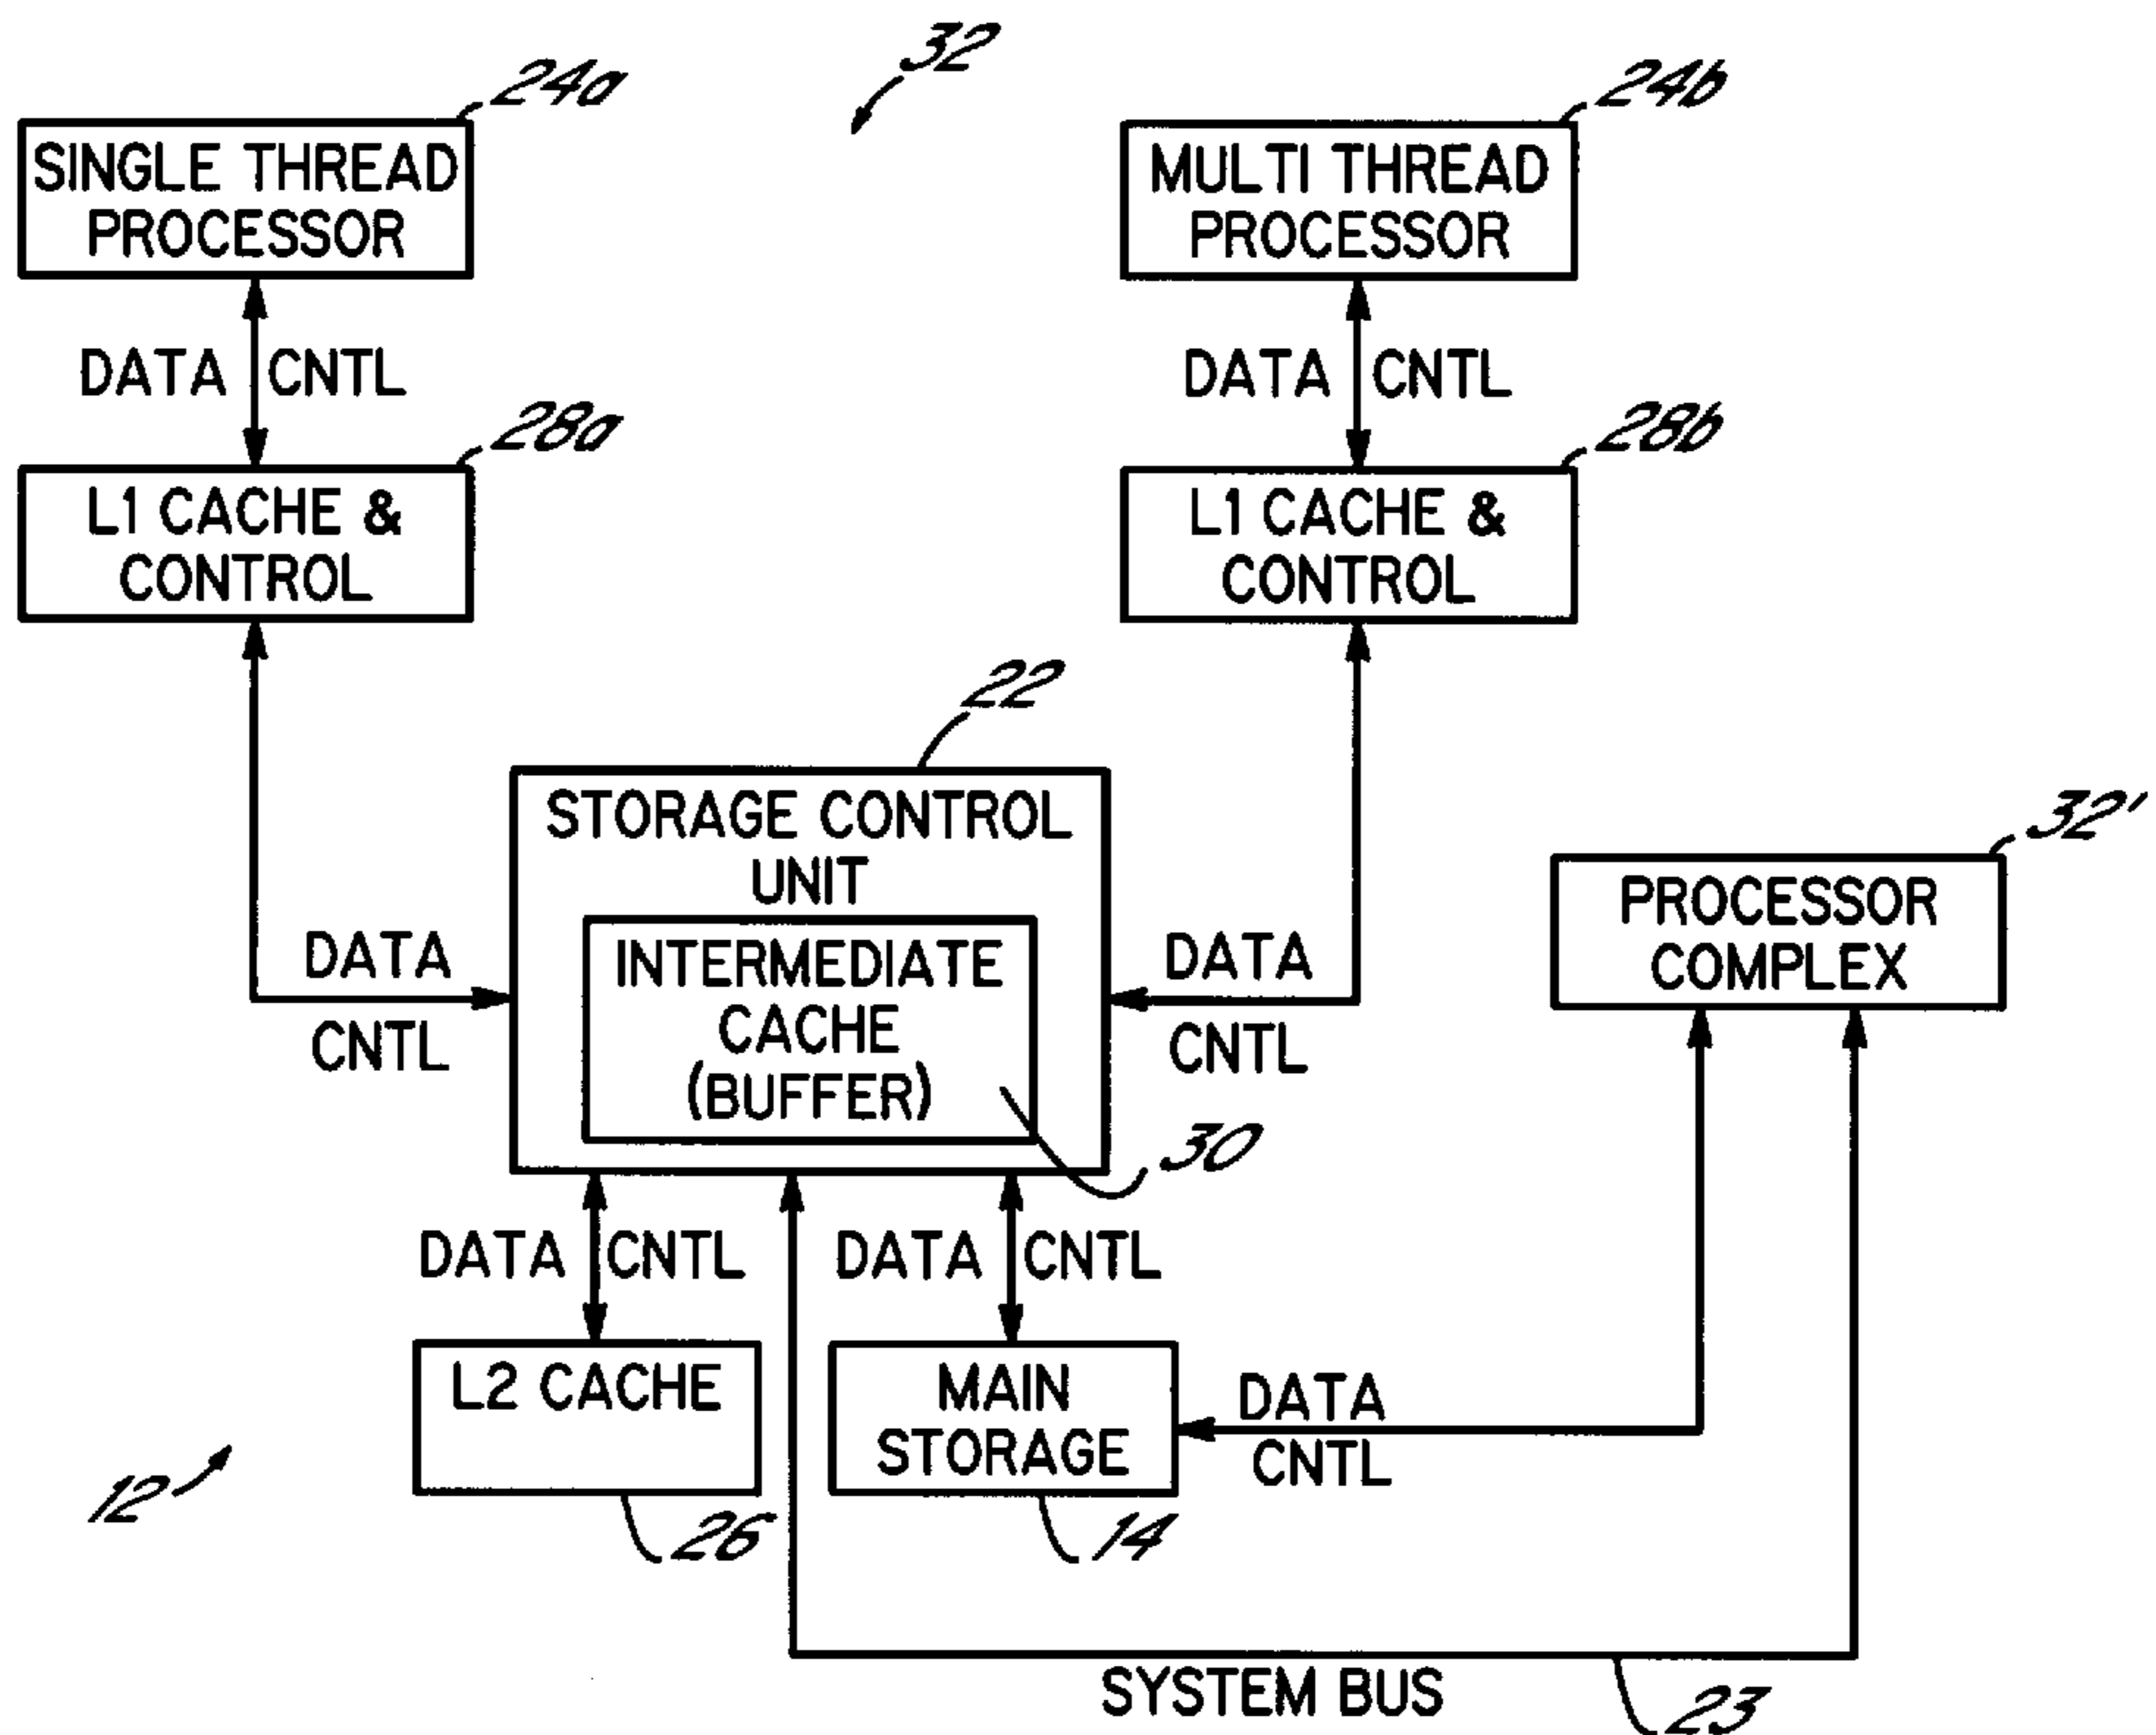 32
24a
24b
SINGLE THREAD
PROCESSOR
MULTI THREAD
PROCESSOR
DATA CNTL
DATA CNTL
28a
28b
L1 CACHE &
CONTROL
L1 CACHE &
CONTROL
22
STORAGE CONTROL
UNIT
32'
PROCESSOR
COMPLEX
INTERMEDIATE
CACHE
(BUFFER)
DATA
CNTL
DATA
CNTL
30
DATA CNTL
DATA CNTL
L2 CACHE
MAIN
STORAGE
DATA
CNTL
12
26
14
SYSTEM BUS
23